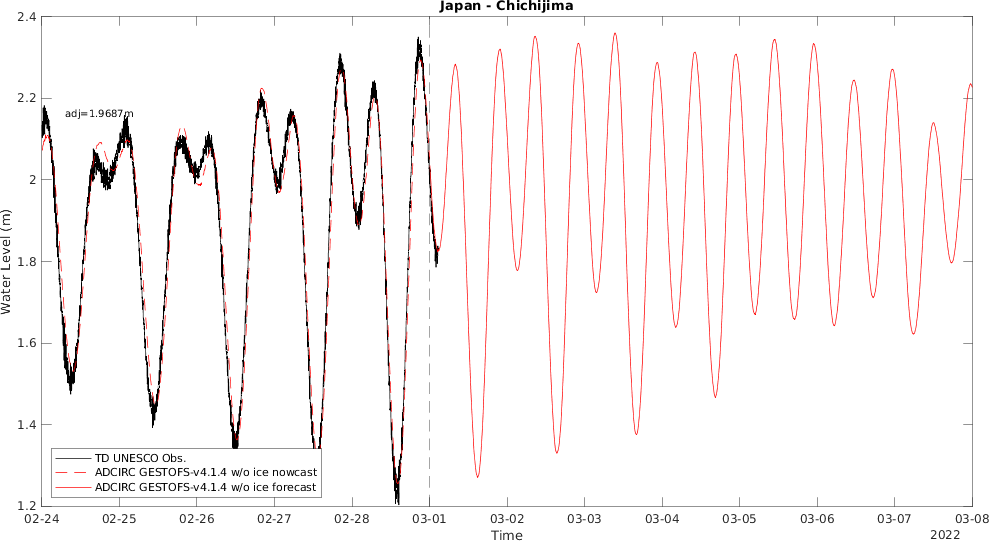 Japan - Chichijima
2.4
2.2
2
1.8
1.6
1.4
1.2
Water Level (m)
adj=1.9687m
TD UNESCO Obs.
ADCIRC GESTOFS-v4.1.4 w/o ice nowcast
ADCIRC GESTOFS-v4.1.4 w/o ice forecast
02-24 02-25 02-26 02-27 02-28 03-01 03-02 03-03 03-04 03-05 03-06 03-07 03-08
Time
2022